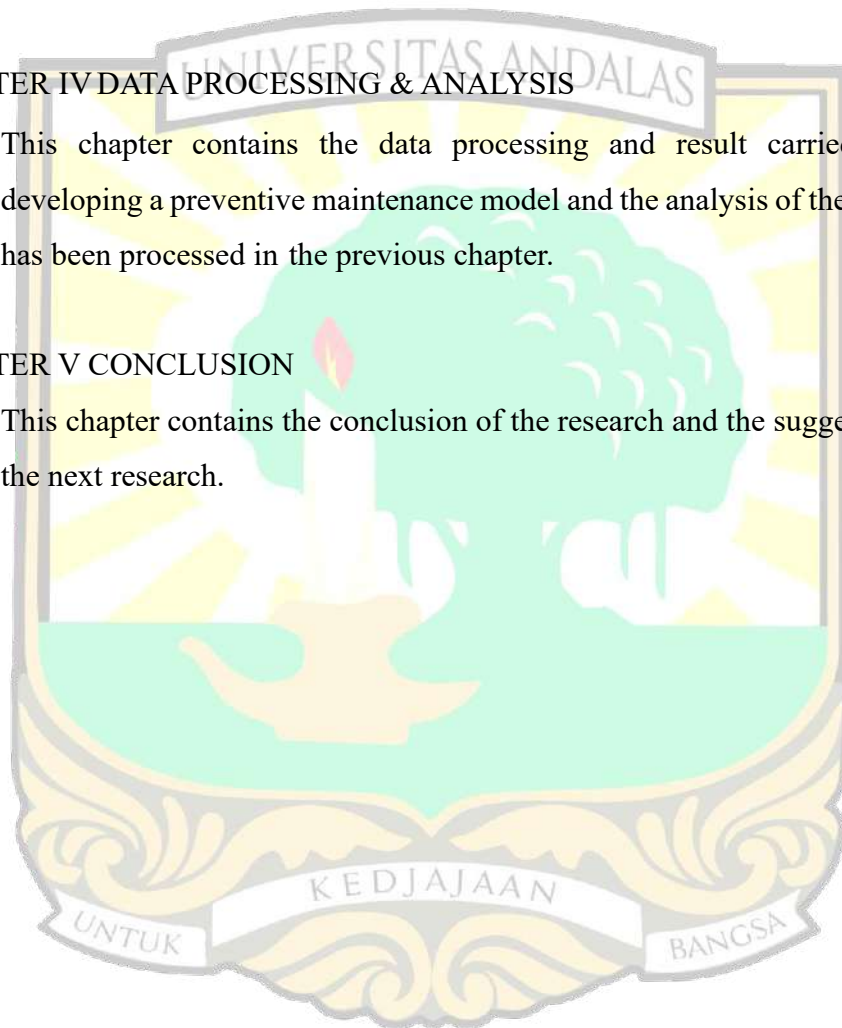 UNIVERSITAS ANDALAS
TER IV DATA PROCESSING & ANALYSIS
This chapter contains the data processing and result carried
developing a preventive maintenance model and the analysis of the
has been processed in the previous chapter.
TER V CONCLUSION
This chapter contains the conclusion of the research and the sugge
the next research.
UNTUK KEDJAJAAN BANGSA